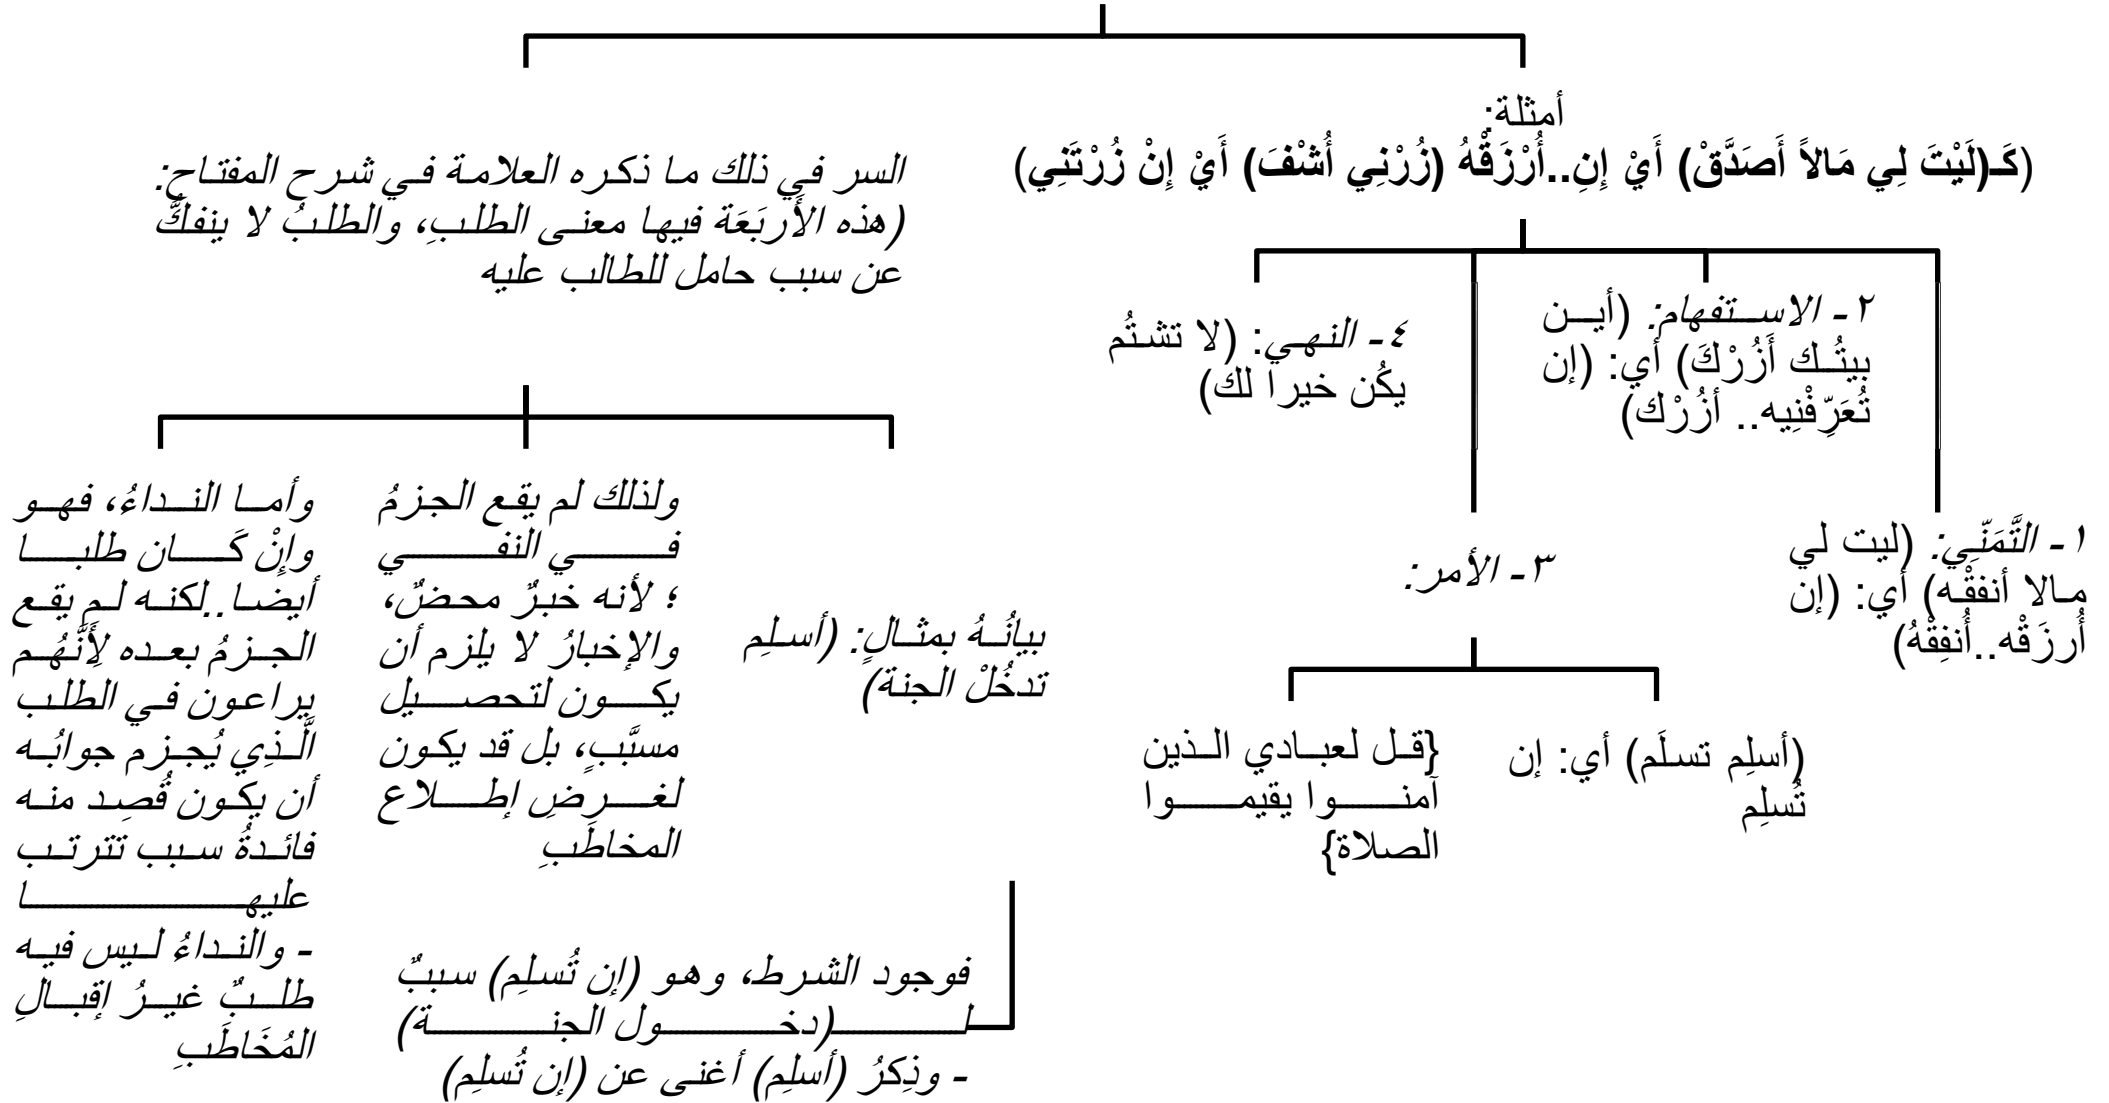 أمثلة:
(كَـ(لَيْتَ لِي مَالاً أَصَدَّقْ) أَيْ إِنِ..أُرْزَقْهُ (زُرْنِي أُشْفَ) أَيْ إِنْ زُرْتَنِي)
١- التَّمَنِّي: (ليت لي
مالا أنفقْه) أي: (إن
أُرزَقْه..أُنفِقْهُ)
٢- الاستفهام: (أين
بيتُك أَزُرْكَ) أي: (إن
تُعَرِّفْنِيه.. أزُرْك)
٣- الأمر:
(أسلِم تسلَم) أي: إن
تُسلِم
{قل لعبادي الذين
آمنوا يقيموا
الصلاة}
٤- النهي: (لا تشتُم
يكُن خيرا لك)
السر في ذلك ما ذكره العلامة في شرح المفتاح:
(هذه الأَربَعَة فيها معنى الطلبِ، والطلبُ لا ينفكُّ
عن سبب حامل للطالب عليه
بيانُهُ بمثالٍ: (أسلِم
تدخُلْ الجنة)
فوجود الشرط، وهو (إن تُسلِم) سببٌ
لـ(دخول الجنة)
- وذِكرُ (أسلِم) أغنى عن (إن تُسلِم)
ولذلك لم يقع الجزمُ
في النفي
؛ لأنه خبرٌ محضٌ،
والإخبارُ لا يلزم أن
يكون لتحصيل
مسبَّبٍ، بل قد يكون
لغرضِ إطلاع
المخاطَبِ
وأما النداءُ، فهو
وإِنْ كَان طلبا
أيضا..لكنه لم يقع
الجزمُ بعده لِأَنَّهُم
يراعون في الطلب
الَّذِي يُجزم جوابُه
أن يكون قُصِد منه
فائدةُ سبب تترتب
عليها
- والنداءُ ليس فيه
طلبٌ غيرُ إقبالِ
المُخَاطَبِ